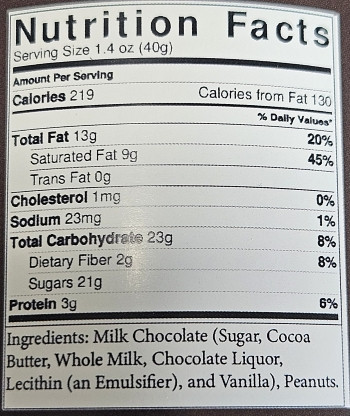 Nutrition Facts
Serving Size 1.4 oz (40g)
Amount Per Serving
Calories 219 Calories from Fat 130
% Daily Values*
Total Fat 13g 20%
Saturated Fat 9g 45%
Trans Fat 0g
Cholesterol 1mg 0%
Sodium 23mg 1%
Total Carbohydrate 23g 8%
Dietary Fiber 2g 8%
Sugars 21g
Protein 3g 6%
Ingredients: Milk Chocolate (Sugar, Cocoa
Butter, Whole Milk, Chocolate Liquor,
Lecithin (an Emulsifier), and Vanilla), Peanuts.